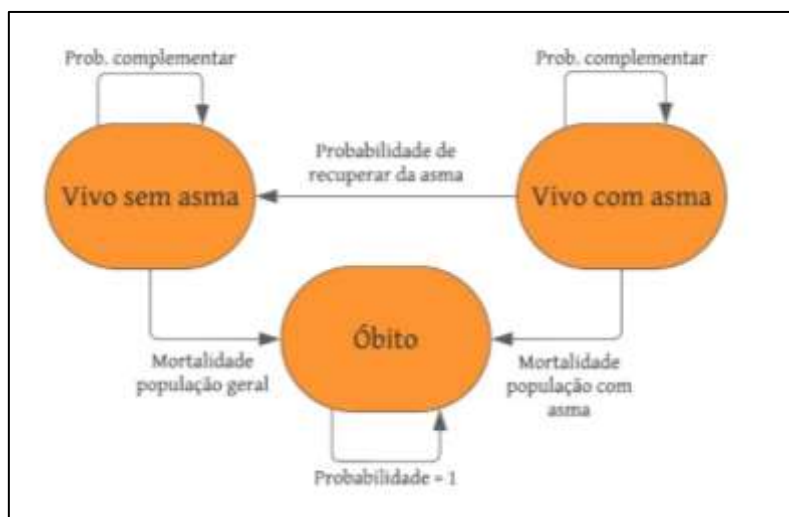 Prob. complementar
Prob. complementar
Probabilidade de
recuperar da asma
Vivo sem asma
Vivo com asma
Óbito
Mortalidade
população geral
Mortalidade
população com
asma
Probabilidade = 1